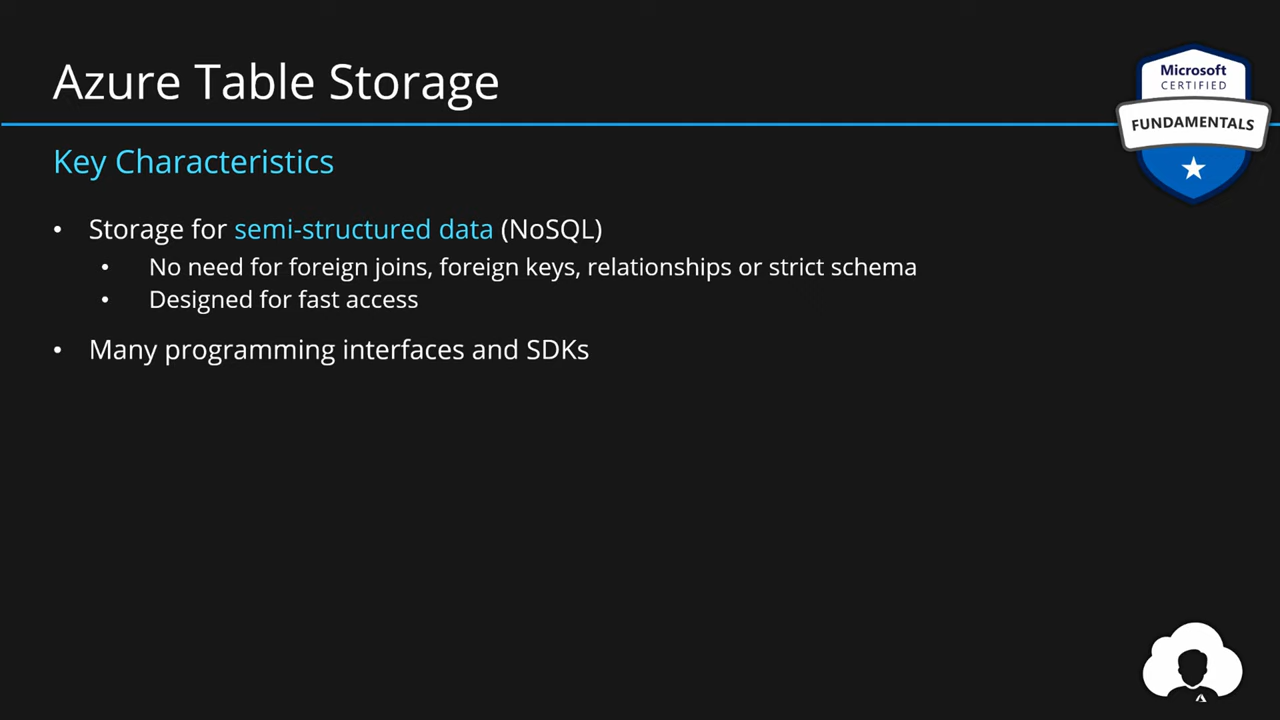 Azure Table Storage
Microsoft
CERTIFIED
FUNDAMENTALS
Key Characteristics
• Storage for semi-structured data (NoSQL)
• No need for foreign joins, foreign keys, relationships or strict schema
• Designed for fast access
• Many programming interfaces and SDKs